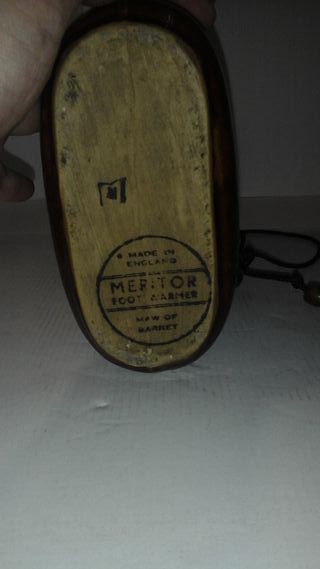 MADE IN
ENGLAND
MERITOR
FOOT WARMER
M&W OF
BARNET